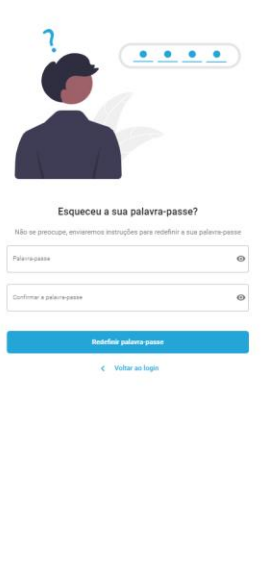 ?
Esqueceu a sua palavra-passe?
Não se preocupe, enviaremos instruções para redefinir a sua palavra-passe
Palavra-passe
Confirmar a palavra-passe
Redefinir palavra-passe
Voltar ao login